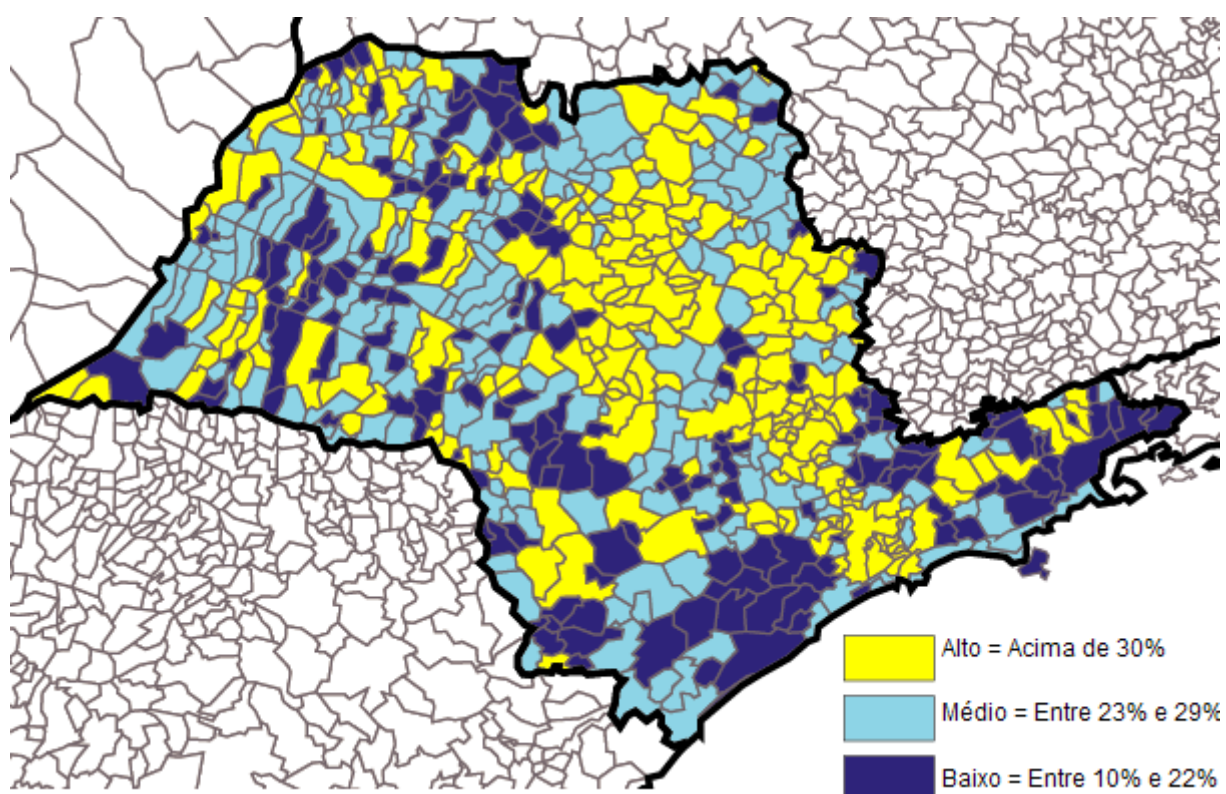 Alto = Acima de 30%
Médio = Entre 23% e 29%
Baixo = Entre 10% e 22%